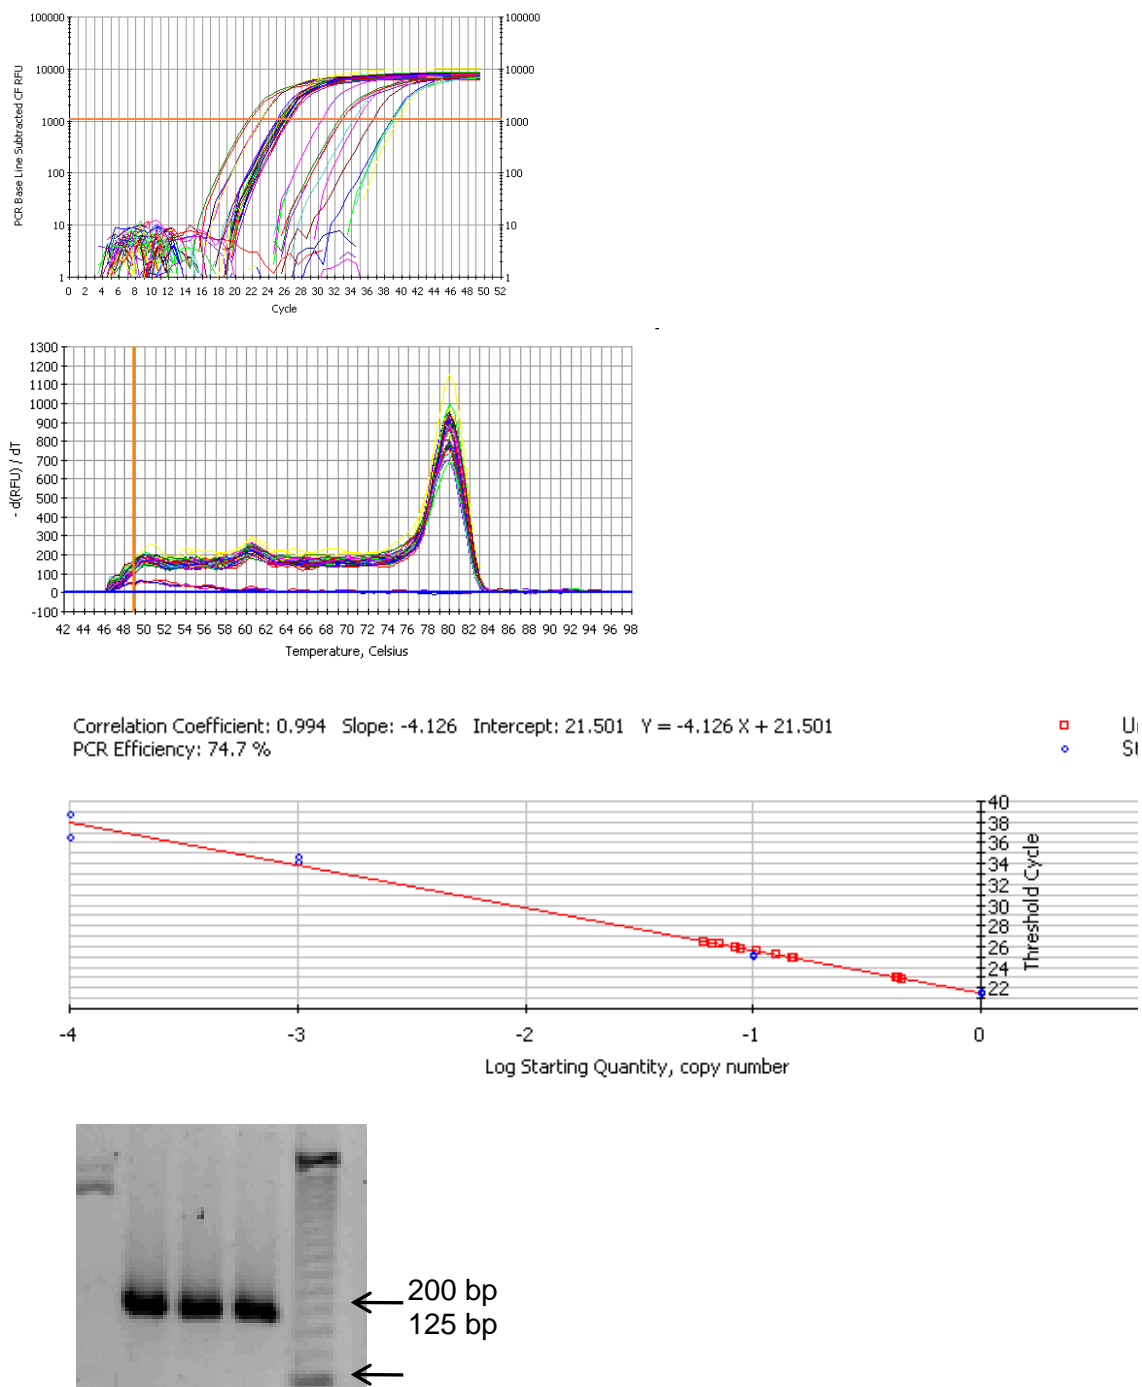 100000 100000
10000 10000
1000 1000
100 100
10 10
1 1
PCR Base Line Subtracted CF RFU
0 2 4 6 8 10 12 14 16 18 20 22 24 26 28 30 32 34 36 38 40 42 44 46 48 50 52
Cycle
1300
1200
1100
1000
900
800
700
600
500
400
300
200
100
0
-100
- d(RFU) / dT
42 44 46 48 50 52 54 56 58 60 62 64 66 68 70 72 74 76 78 80 82 84 86 88 90 92 94 96 98
Temperature, Celsius
Correlation Coefficient: 0.994 Slope: -4.126 Intercept: 21.501 Y = -4.126 X + 21.501
PCR Efficiency: 74.7 %
Un
St
40
38
36
34
32
30
28
26
24
22
Threshold Cycle
-4 -3 -2 -1 0
Log Starting Quantity, copy number
200 bp
125 bp